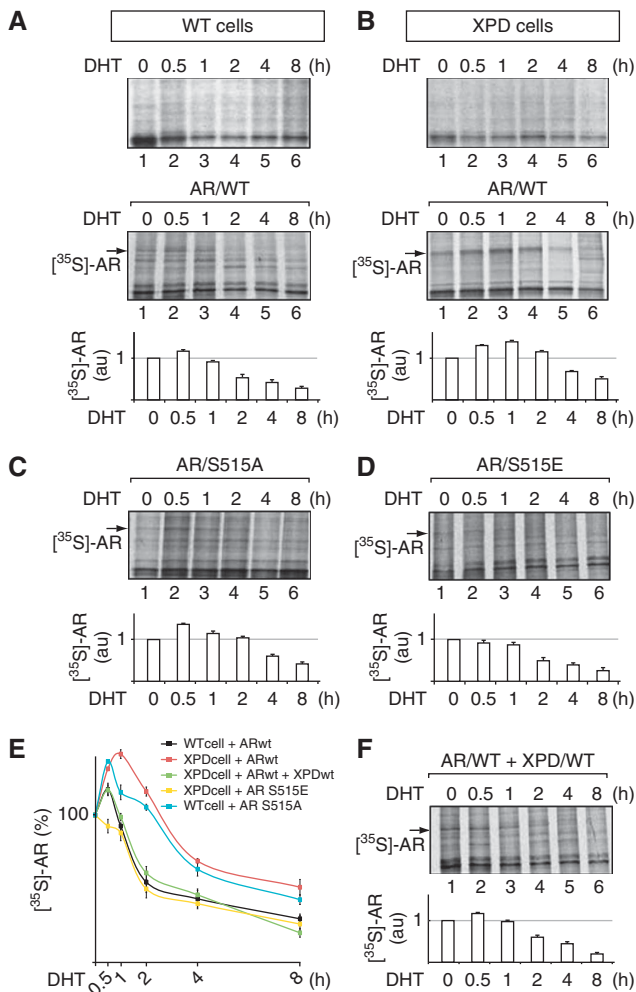 A
WT cells
DHT 0 0.5 1 2 4 8 (h)
1 2 3 4 5 6
AR/WT
DHT 0 0.5 1 2 4 8 (h)
[³⁵S]-AR
1 2 3 4 5 6
[³⁵S]-AR
(au)
1
DHT 0 0.5 1 2 4 8 (h)
B
XPD cells
DHT 0 0.5 1 2 4 8 (h)
1 2 3 4 5 6
AR/WT
DHT 0 0.5 1 2 4 8 (h)
[³⁵S]-AR
1 2 3 4 5 6
[³⁵S]-AR
(au)
1
DHT 0 0.5 1 2 4 8 (h)
C
AR/S515A
DHT 0 0.5 1 2 4 8 (h)
[³⁵S]-AR
1 2 3 4 5 6
[³⁵S]-AR
(au)
1
DHT 0 0.5 1 2 4 8 (h)
D
AR/S515E
DHT 0 0.5 1 2 4 8 (h)
[³⁵S]-AR
1 2 3 4 5 6
[³⁵S]-AR
(au)
1
DHT 0 0.5 1 2 4 8 (h)
E
WTcell + ARwt
XPDcell + ARwt
XPDcell + ARwt + XPDwt
XPDcell + AR S515E
WTcell + AR S515A
[³⁵S]-AR (%)
100
DHT 0.5 1 2 4 8 (h)
F
AR/WT + XPD/WT
DHT 0 0.5 1 2 4 8 (h)
[³⁵S]-AR
1 2 3 4 5 6
[³⁵S]-AR
(au)
1
DHT 0 0.5 1 2 4 8 (h)